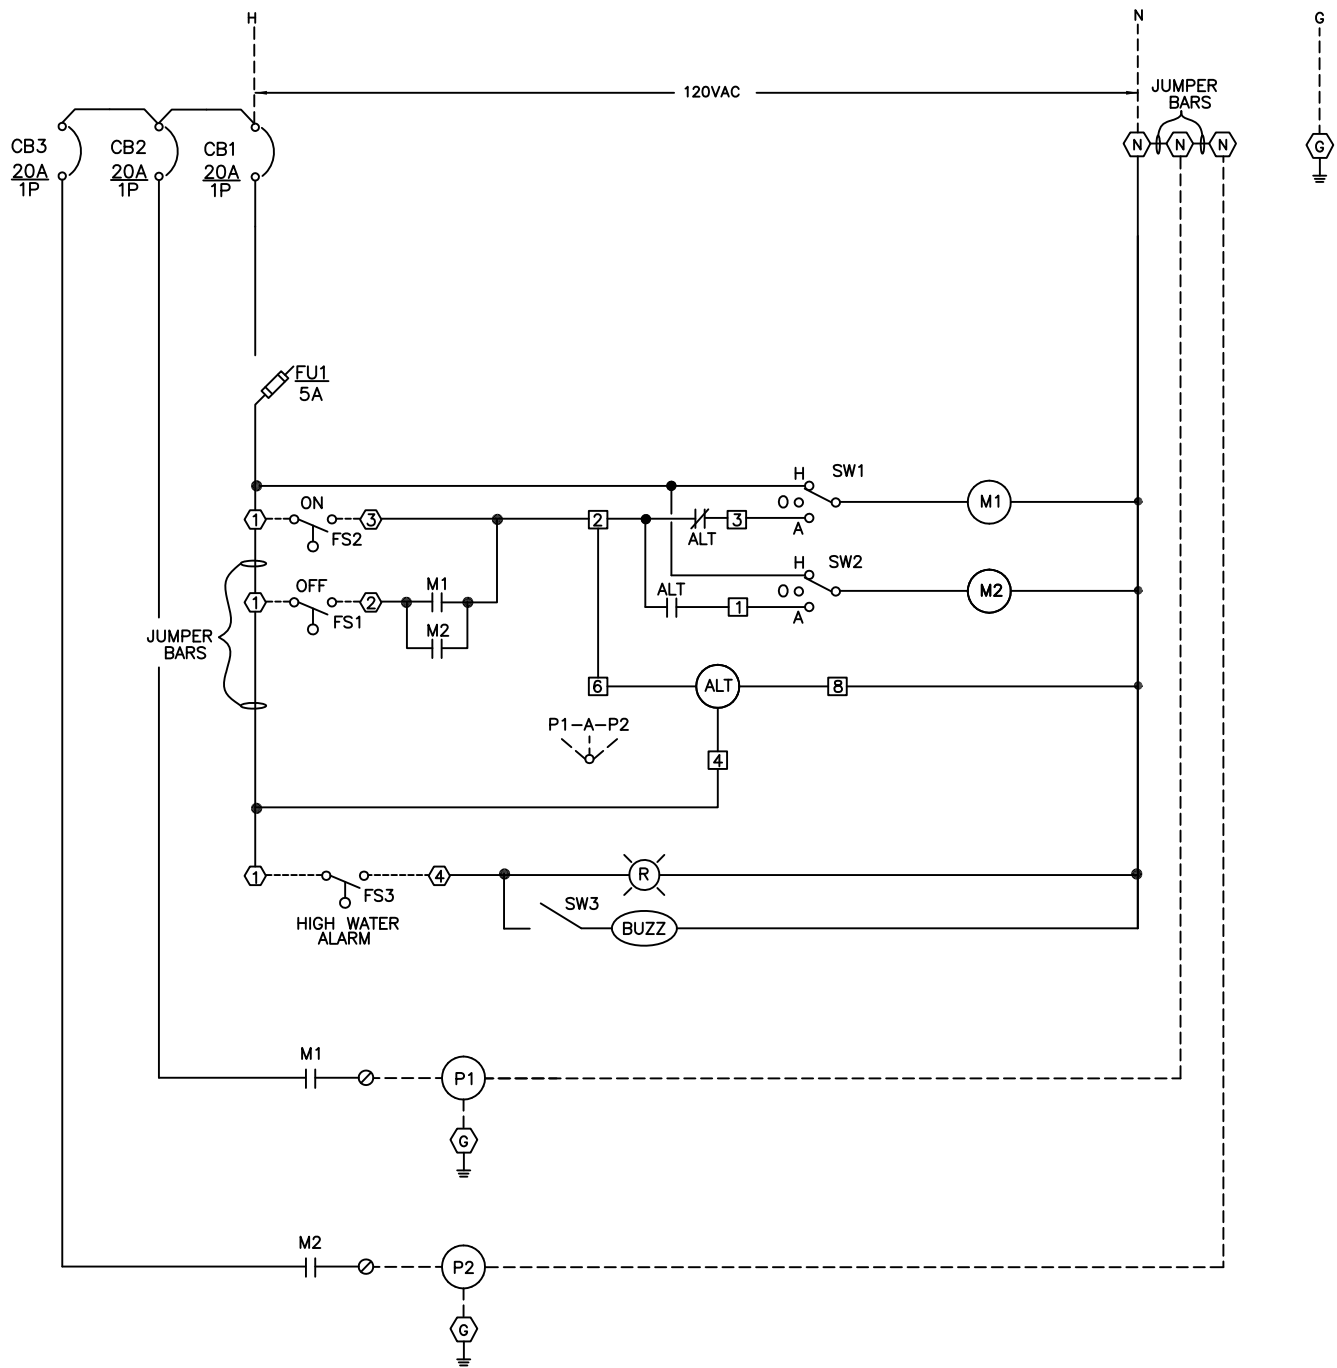 H
N
G
120VAC
JUMPER
BARS
CB3
20A
1P
CB2
20A
1P
CB1
20A
1P
N
N
N
G
FU1
5A
H
SW1
O
A
M1
1
ON
FS2
3
2
ALT
3
H
SW2
O
A
M2
1
OFF
FS1
2
M1
M2
ALT
1
JUMPER
BARS
6
ALT
8
P1-A-P2
4
1
FS3
HIGH WATER
ALARM
4
R
SW3
BUZZ
M1
P1
G
M2
P2
G